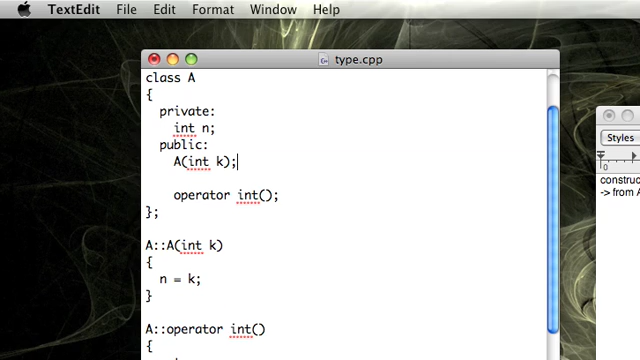 TextEdit File Edit Format Window Help
type.cpp
class A
{
private:
int n;
public:
A(int k);
operator int();
};
A::A(int k)
{
n = k;
}
A::operator int()
{
Styles
0
construc
-> from A